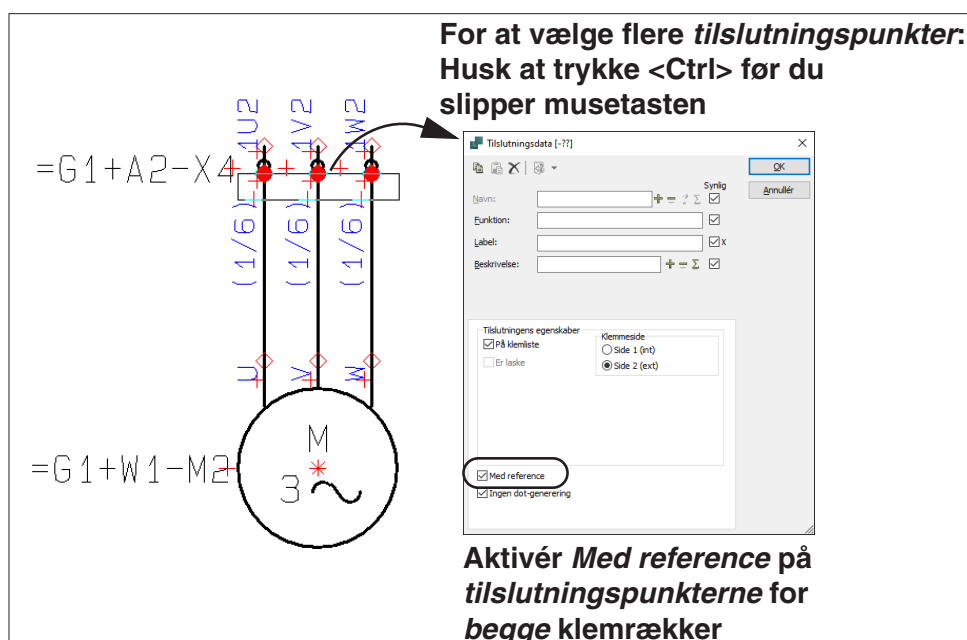 For at vælge flere tilslutningspunkter:
Husk at trykke <Ctrl> før du
slipper musetasten
1U2
1V2
1W2
=G1+A2-X4
(1/6)
(1/6)
(1/6)
U
V
W
M
3
=G1+W1-M2
Tilslutningsdata [-??]
OK
Annullér
Synlig
Navn:
Funktion:
Label:
X
Beskrivelse:
Tilslutningens egenskaber
På klemliste
Er laske
Klemmeside
Side 1 (int)
Side 2 (ext)
Med reference
Ingen dot-generering
Aktivér Med reference på
tilslutningspunkterne for
begge klemrækker